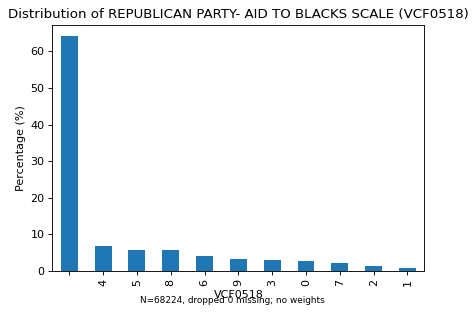 Distribution of REPUBLICAN PARTY- AID TO BLACKS SCALE (VCF0518)
Percentage (%)
60
50
40
30
20
10
0
4 5 8 6 9 3 0 7 2 1
VCF0518
N=68224, dropped 0 missing; no weights